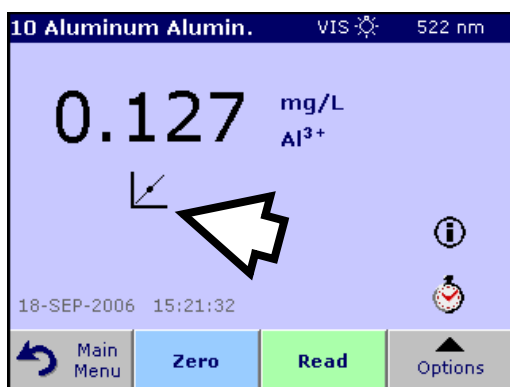 10 Aluminum Alumin. VIS 522 nm
0.127 mg/L
Al³⁺
18-SEP-2006 15:21:32
Main
Menu
Zero
Read
Options